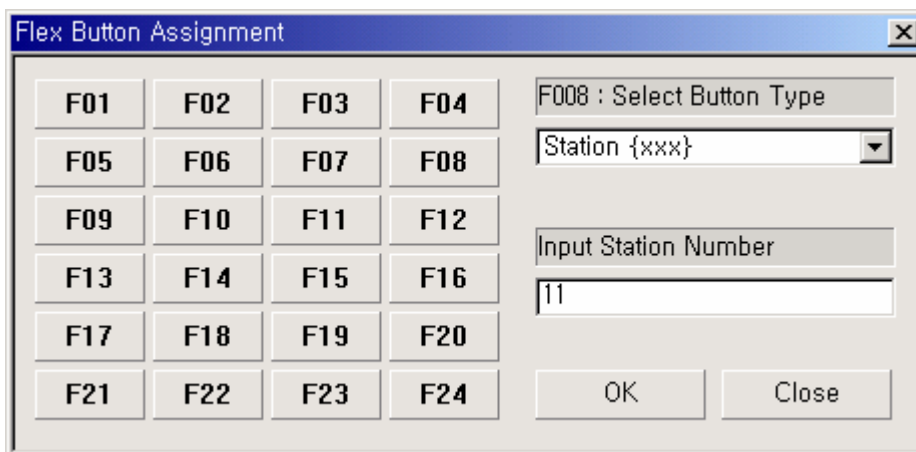 Flex Button Assignment
F01 F02 F03 F04
F05 F06 F07 F08
F09 F10 F11 F12
F13 F14 F15 F16
F17 F18 F19 F20
F21 F22 F23 F24
F008 : Select Button Type
Station {xxx}
Input Station Number
11
OK Close